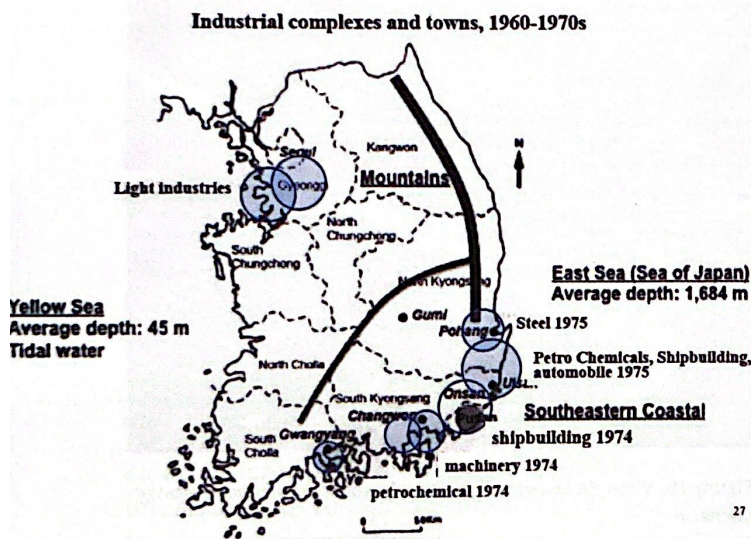 Industrial complexes and towns, 1960-1970s
N
Kangwon
Seoul
Mountains
Light industries
North
Chungchong
South
Chungchong
East Sea (Sea of Japan)
Average depth: 1,684 m
North Kyongsang
Yellow Sea
Average depth: 45 m
Tidal water
Gumi
Pohang
Steel 1975
Petro Chemicals, Shipbuilding,
automobile 1975
North Cholla
Onsan
South Kyongsang
Changwon
Southeastern Coastal
Gwangyang
South
Cholla
shipbuilding 1974
machinery 1974
petrochemical 1974
0
50Km
27